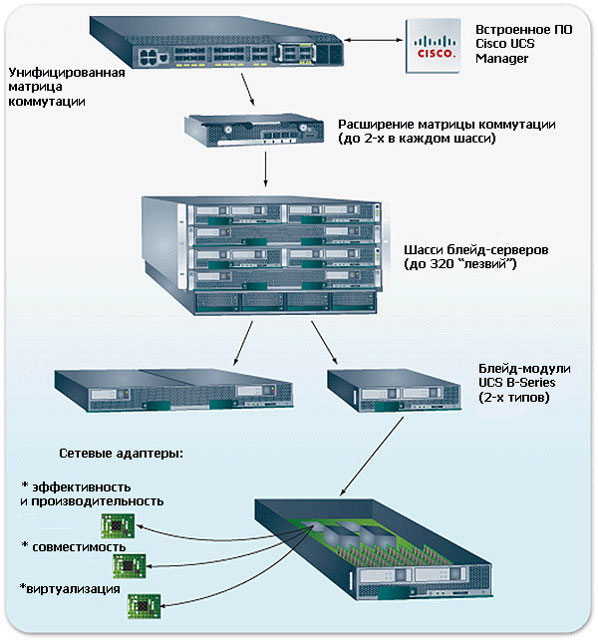 Встроенное ПО
Cisco UCS
Manager
CISCO.
Унифицированная
матрица
коммутации
Расширение матрицы коммутации
(до 2-х в каждом шасси)
Шасси блейд-серверов
(до 320 “лезвий”)
Блейд-модули
UCS B-Series
(2-х типов)
Сетевые адаптеры:
* эффективность
и производительность
* совместимость
*виртуализация